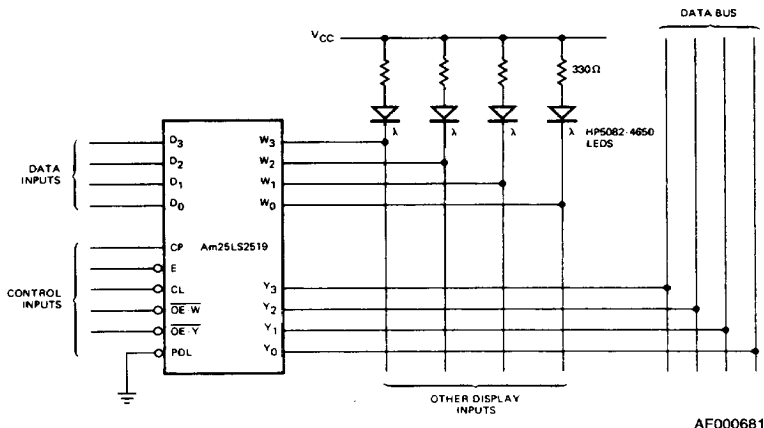 DATA BUS
VCC
330Ω
λ λ λ λ
HP5082-4650
LEDS
DATA
INPUTS
D3
D2
D1
D0
W3
W2
W1
W0
CP
Am25LS2519
E
CL
OE-W
OE-Y
POL
CONTROL
INPUTS
Y3
Y2
Y1
Y0
OTHER DISPLAY
INPUTS
AF000681